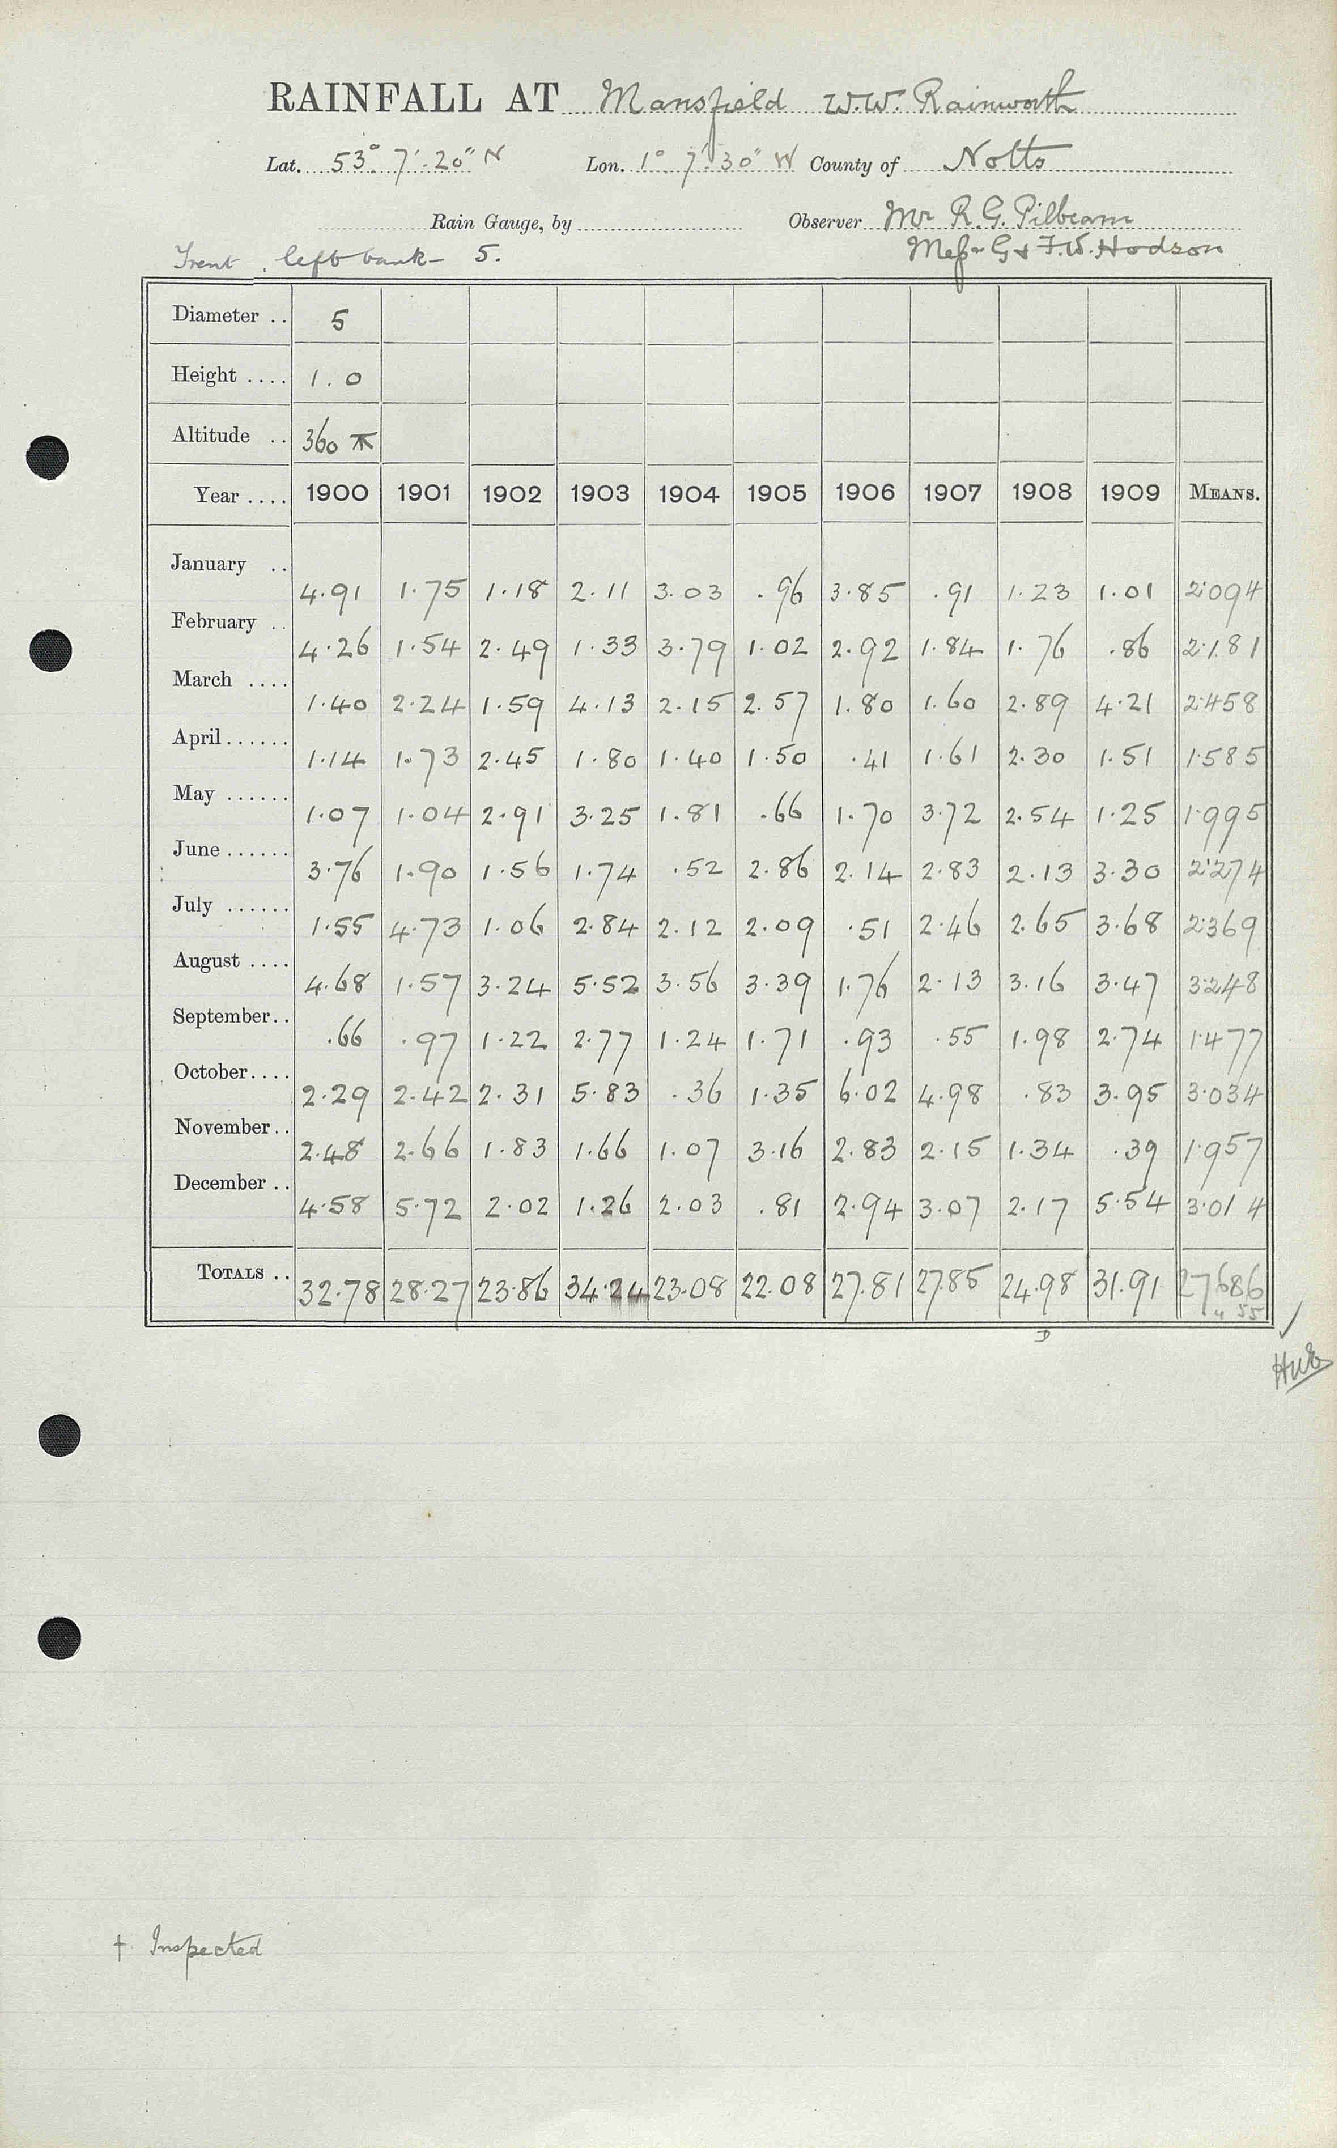 RAINFALL AT Mansfield W.W. Rainworth
Lat. 53° 7'. 20" N Lon. 1° 7' 30" W County of Notts
Rain Gauge, by Observer Mr R. G. Pilbeam
Trent, left bank - 5. Messrs G & F.W. Hodson
Diameter .. 5
Height .... 1.0
Altitude .. 360
Year .... 1900 1901 1902 1903 1904 1905 1906 1907 1908 1909 MEANS.
January .. 4.91 1.75 1.18 2.11 3.03 .96 3.85 .91 1.23 1.01 2.094
February .. 4.26 1.54 2.49 1.33 3.79 1.02 2.92 1.84 1.76 .86 2.181
March .... 1.40 2.24 1.59 4.13 2.15 2.57 1.80 1.60 2.89 4.21 2.458
April...... 1.14 1.73 2.45 1.80 1.40 1.50 .41 1.61 2.30 1.51 1.585
May ...... 1.07 1.04 2.91 3.25 1.81 .66 1.70 3.72 2.54 1.25 1.995
June...... 3.76 1.90 1.56 1.74 .52 2.86 2.14 2.83 2.13 3.30 2.274
July ...... 1.55 4.73 1.06 2.84 2.12 2.09 .51 2.46 2.65 3.68 2.369
August .... 4.68 1.57 3.24 5.52 3.56 3.39 1.76 2.13 3.16 3.47 3.248
September.. .66 .97 1.22 2.77 1.24 1.71 .93 .55 1.98 2.74 1.477
October.... 2.29 2.42 2.31 5.83 .36 1.35 6.02 4.98 .83 3.95 3.034
November.. 2.48 2.66 1.83 1.66 1.07 3.16 2.83 2.15 1.34 .39 1.957
December .. 4.58 5.72 2.02 1.26 2.03 .81 2.94 3.07 2.17 5.54 3.014
TOTALS .. 32.78 28.27 23.86 34.24 23.08 22.08 27.81 27.85 24.98 31.91 27.686
D
† Inspected